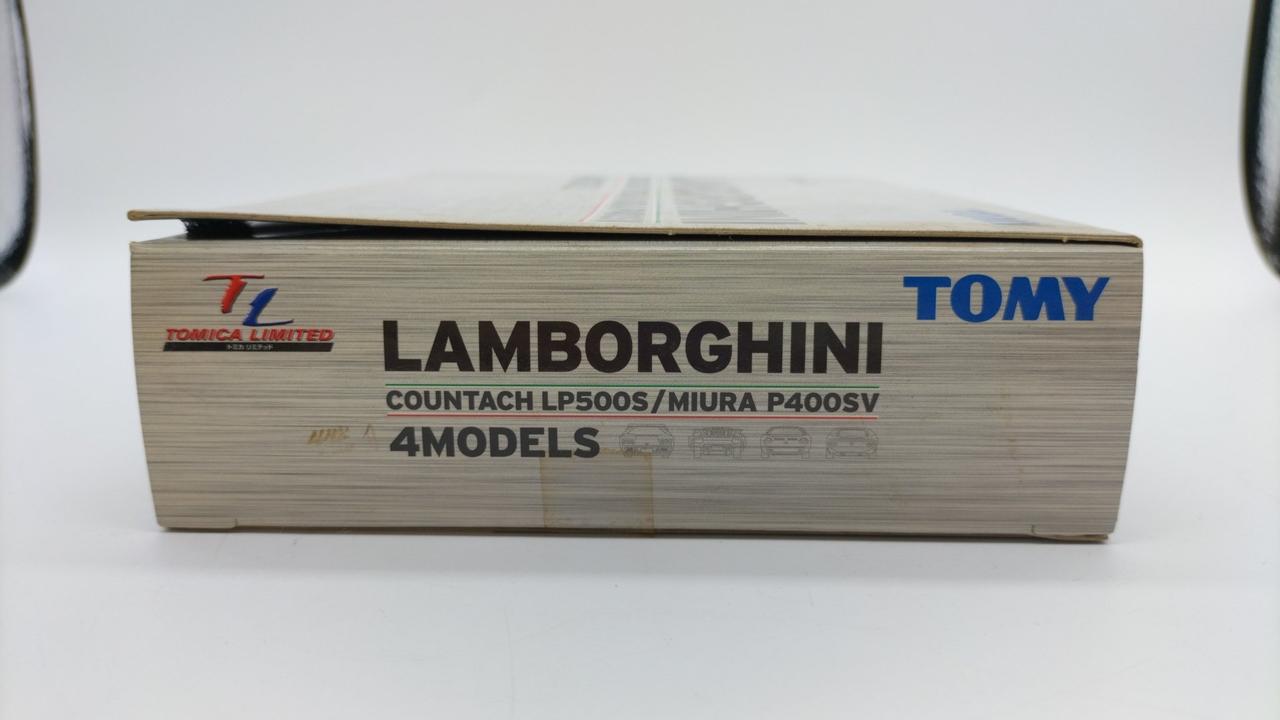 TL
TOMICA LIMITED
トミカ リミテッド
TOMY
LAMBORGHINI
COUNTACH LP500S/MIURA P400SV
4MODELS